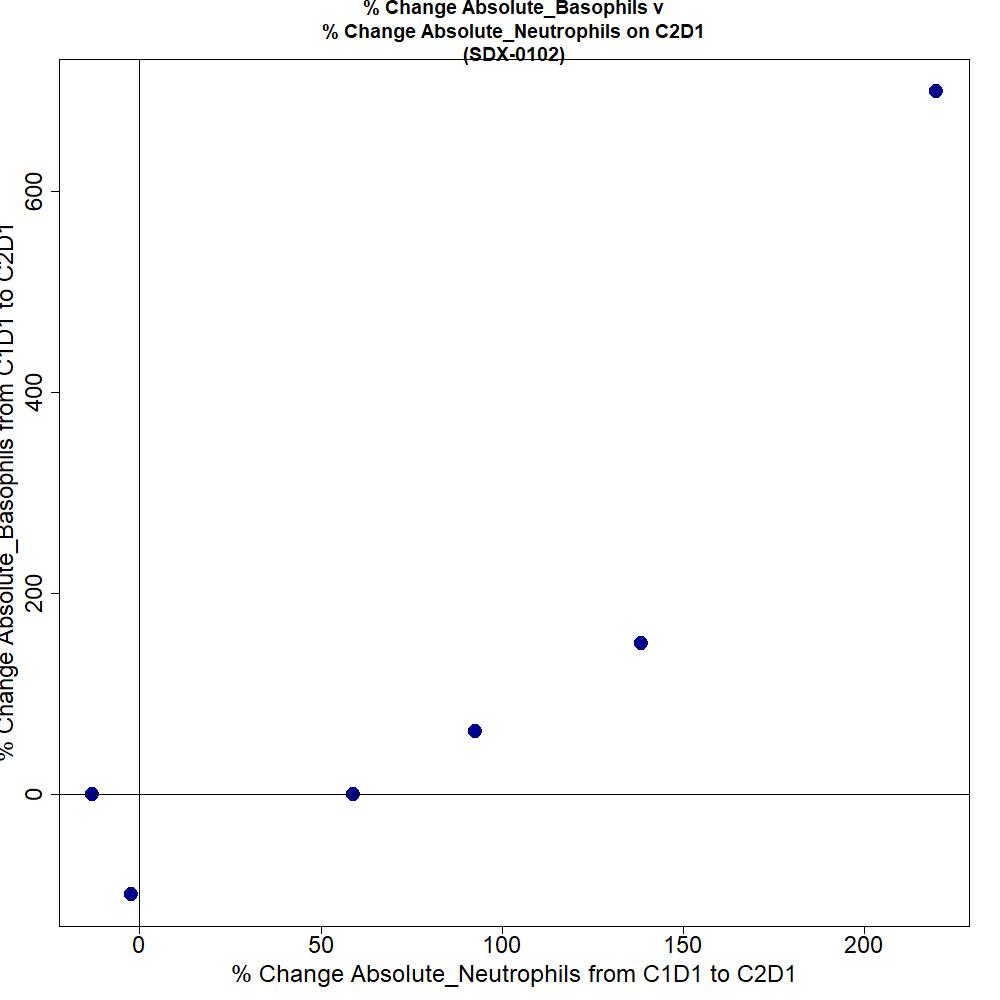 % Change Absolute_Basophils v
% Change Absolute_Neutrophils on C2D1
(SDX-0102)
% Change Absolute_Basophils from C1D1 to C2D1
600
400
200
0
0 50 100 150 200
% Change Absolute_Neutrophils from C1D1 to C2D1